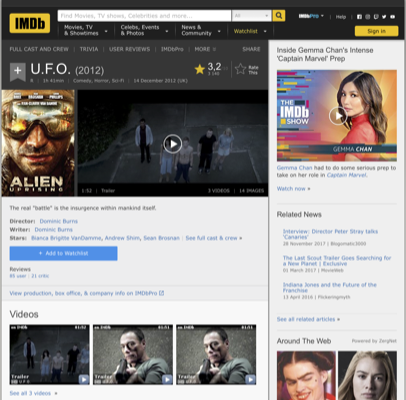 IMDb
Find Movies, TV shows, Celebrities and more...
All
IMDbPro
Help
Movies, TV
& Showtimes
Celebs, Events
& Photos
News &
Community
Watchlist
Sign in
FULL CAST AND CREW | TRIVIA | USER REVIEWS | IMDbPro | MORE
SHARE
U.F.O. (2012)
3,2
Rate
This
1h 41min | Comedy, Horror, Sci-Fi | 14 December 2012 (UK)
ALIEN
UPRISING
1:52 | Trailer
3 VIDEOS | 14 IMAGES
The real "battle" is the insurgence within mankind itself.
Director: Dominic Burns
Writer: Dominic Burns
Stars: Bianca Brigitte VanDamme, Andrew Shim, Sean Brosnan | See full cast & crew »
+ Add to Watchlist
Reviews
85 user | 31 critic
View production, box office, & company info on IMDbPro
Videos
01:52
Trailer
Trailer
Trailer
See all 3 videos »
Inside Gemma Chan's Intense
'Captain Marvel' Prep
THE
IMDb
SHOW
GEMMA CHAN
Gemma Chan had to do some serious prep to
take on her role in Captain Marvel.
Watch now »
Related News
Interview: Director Peter Stray talks
'Canaries'
28 November 2017 | Blogomatic3000
The Last Scout Trailer Goes Searching for
a New Planet | Exclusive
01 March 2017 | MovieWeb
Indiana Jones and the Future of the
Franchise
13 April 2016 | Flickeringmyth
See all related articles »
Around The Web
Powered by ZergNet